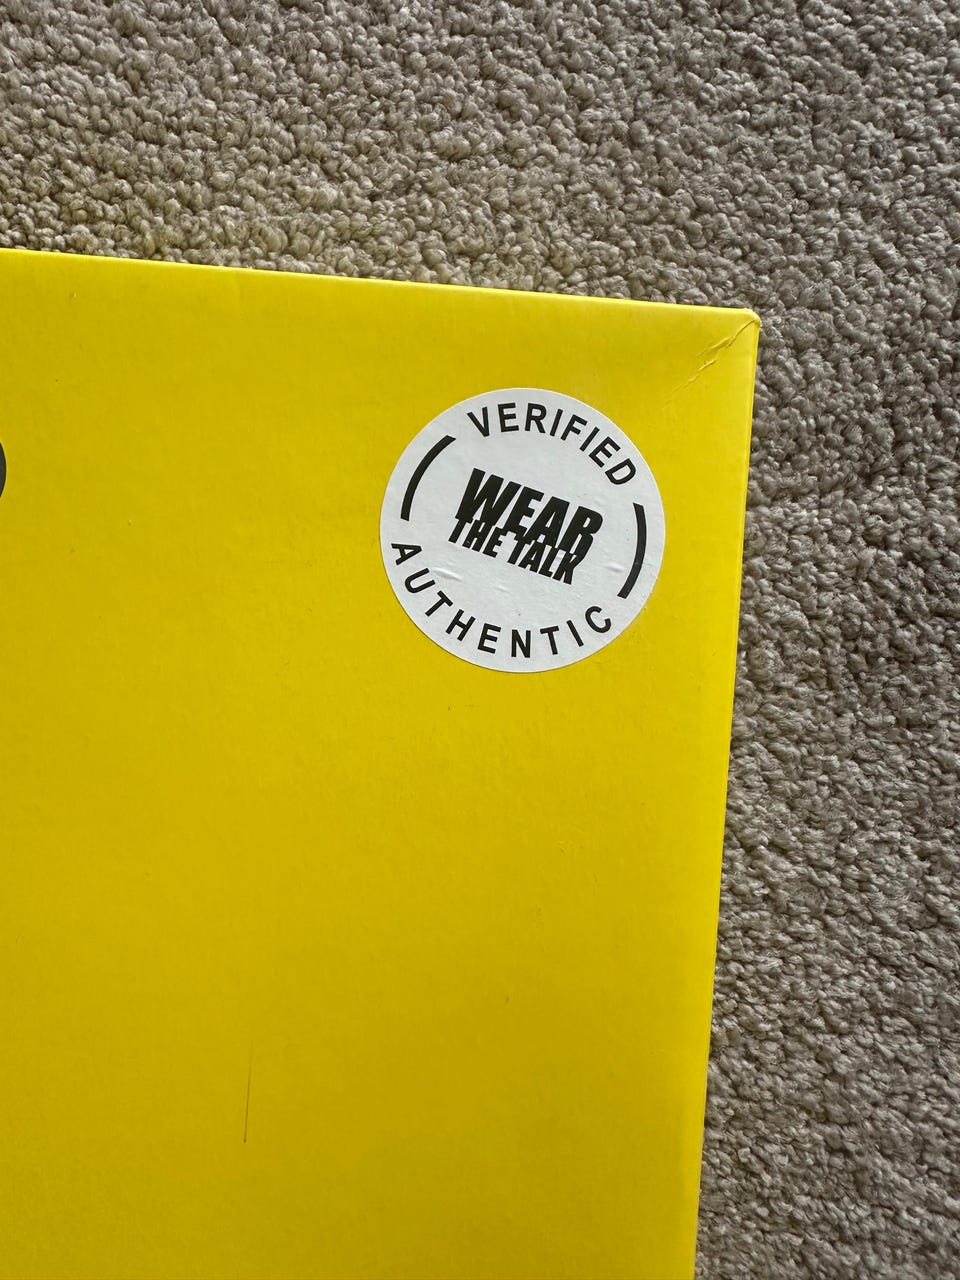 VERIFIED
WEAR
THE TALK
AUTHENTIC